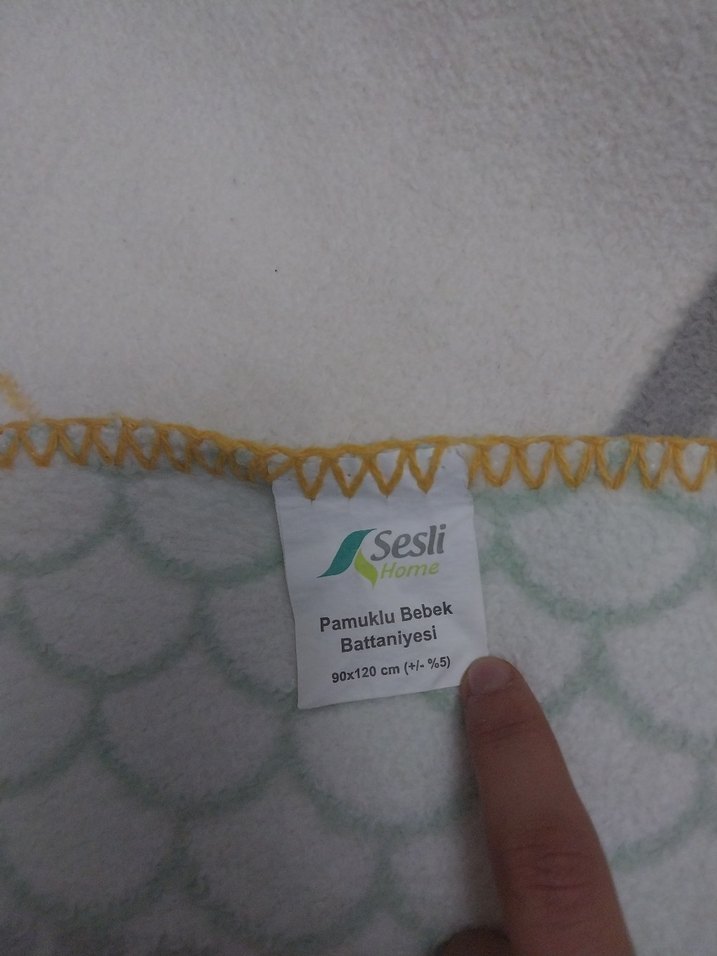 Sesli
Home
Pamuklu Bebek
Battaniyesi
90x120 cm (+/- %5)